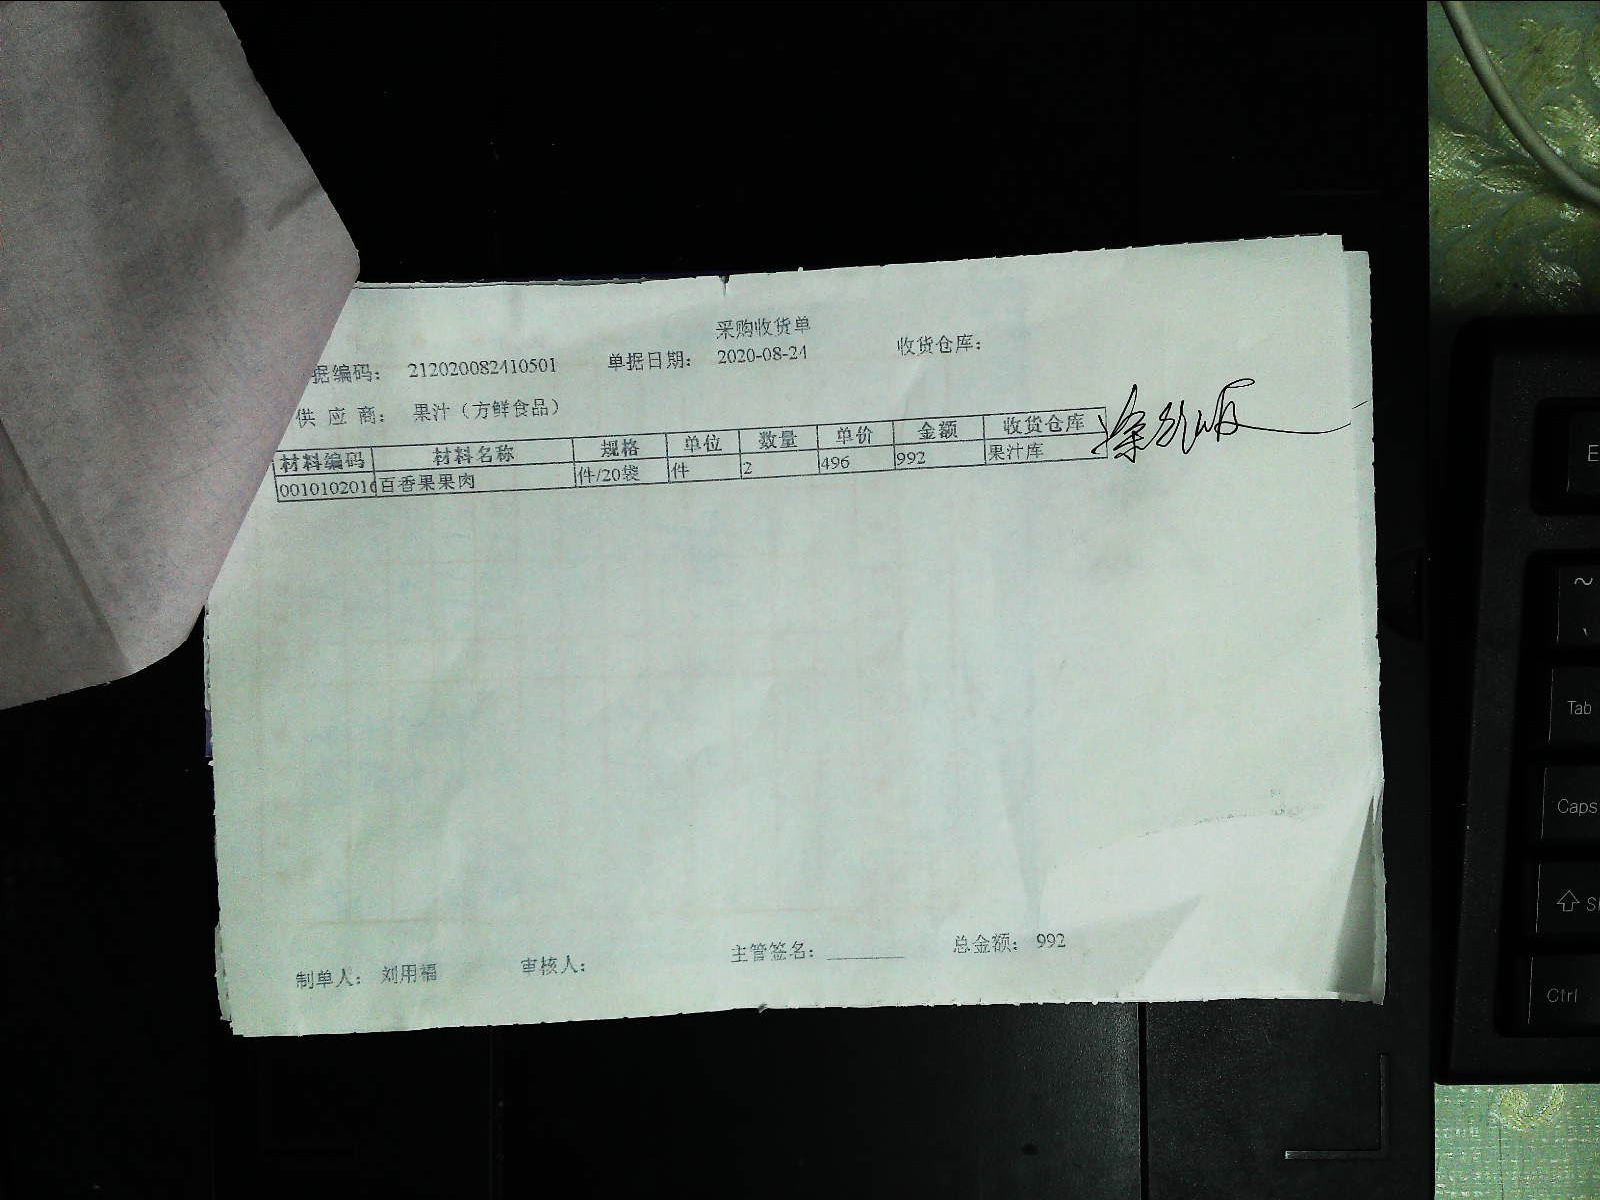 采购收货单
据编码： 212020082410501 单据日期： 2020-08-24 收货仓库：
供 应 商： 果汁（方鲜食品）
材料编码 材料名称 规格 单位 数量 单价 金额 收货仓库
001010201 百香果果肉 件/20袋 件 2 496 992 果汁库
制单人： 刘用福 审核人： 主管签名：________ 总金额： 992
E
~
、
Tab
Caps
S
Ctrl